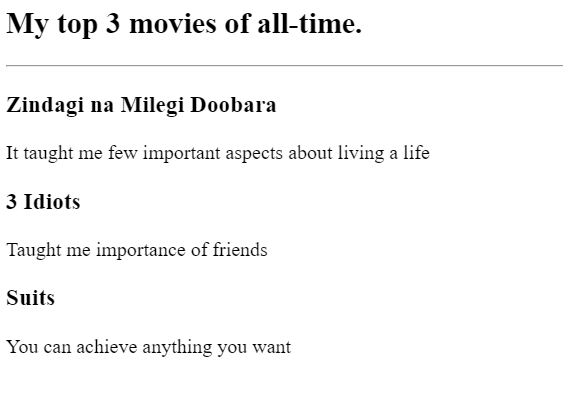 My top 3 movies of all-time.
Zindagi na Milegi Doobara
It taught me few important aspects about living a life
3 Idiots
Taught me importance of friends
Suits
You can achieve anything you want